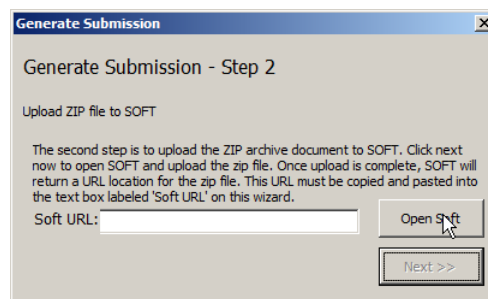 Generate Submission
Generate Submission - Step 2
Upload ZIP file to SOFT
The second step is to upload the ZIP archive document to SOFT. Click next
now to open SOFT and upload the zip file. Once upload is complete, SOFT will
return a URL location for the zip file. This URL must be copied and pasted into
the text box labeled 'Soft URL' on this wizard.
Soft URL:
Open Soft
Next >>